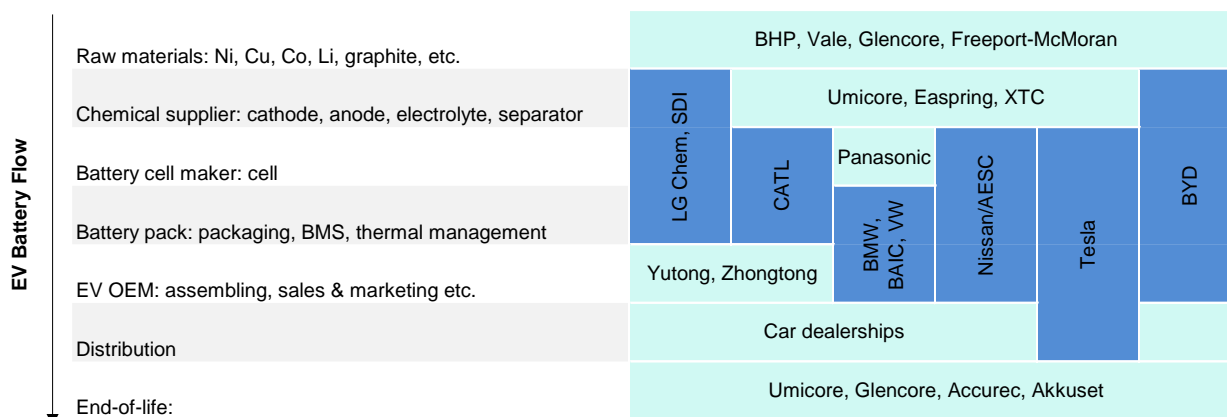 EV Battery Flow
BHP, Vale, Glencore, Freeport-McMoran
Raw materials: Ni, Cu, Co, Li, graphite, etc.
Chemical supplier: cathode, anode, electrolyte, separator
Umicore, Easpring, XTC
LG Chem, SDI
BYD
Battery cell maker: cell
CATL
Panasonic
Nissan/AESC
Tesla
Battery pack: packaging, BMS, thermal management
BMW,
BAIC, VW
EV OEM: assembling, sales & marketing etc.
Yutong, Zhongtong
Distribution
Car dealerships
End-of-life:
Umicore, Glencore, Accurec, Akkuset